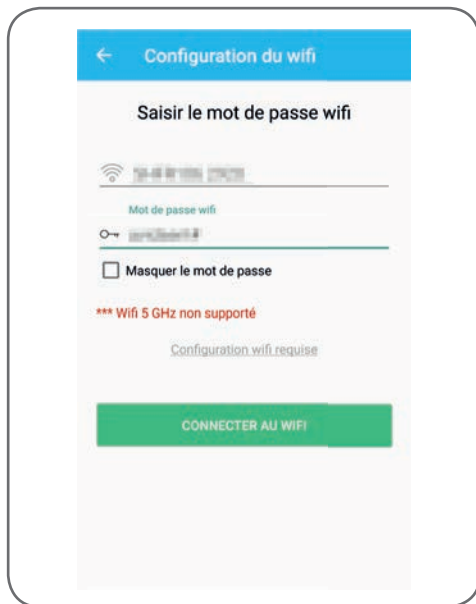 Configuration du wifi
Saisir le mot de passe wifi
Mot de passe wifi
Masquer le mot de passe
*** Wifi 5 GHz non supporté
Configuration wifi requise
CONNECTER AU WIFI